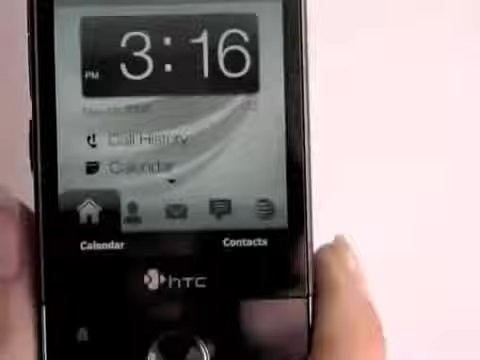 3:16
PM
Call History
Calendar
Calendar Contacts
hTC